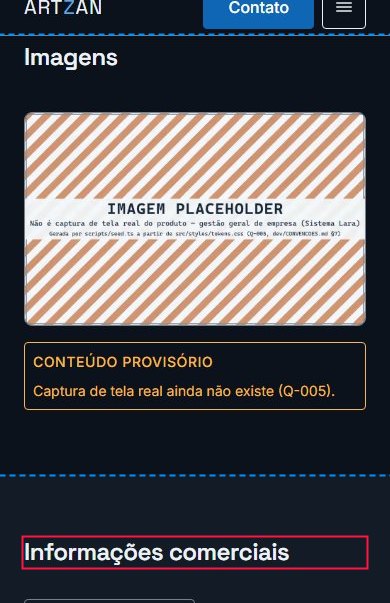 ARTZAN
Contato
Imagens
IMAGEM PLACEHOLDER
Não é captura de tela real do produto — gestão geral de empresa (Sistema Lara)
Gerada por scripts/seed.ts a partir de src/styles/tokens.css (Q-005, dev/CONVENCOES.md §7)
CONTEÚDO PROVISÓRIO
Captura de tela real ainda não existe (Q-005).
Informações comerciais